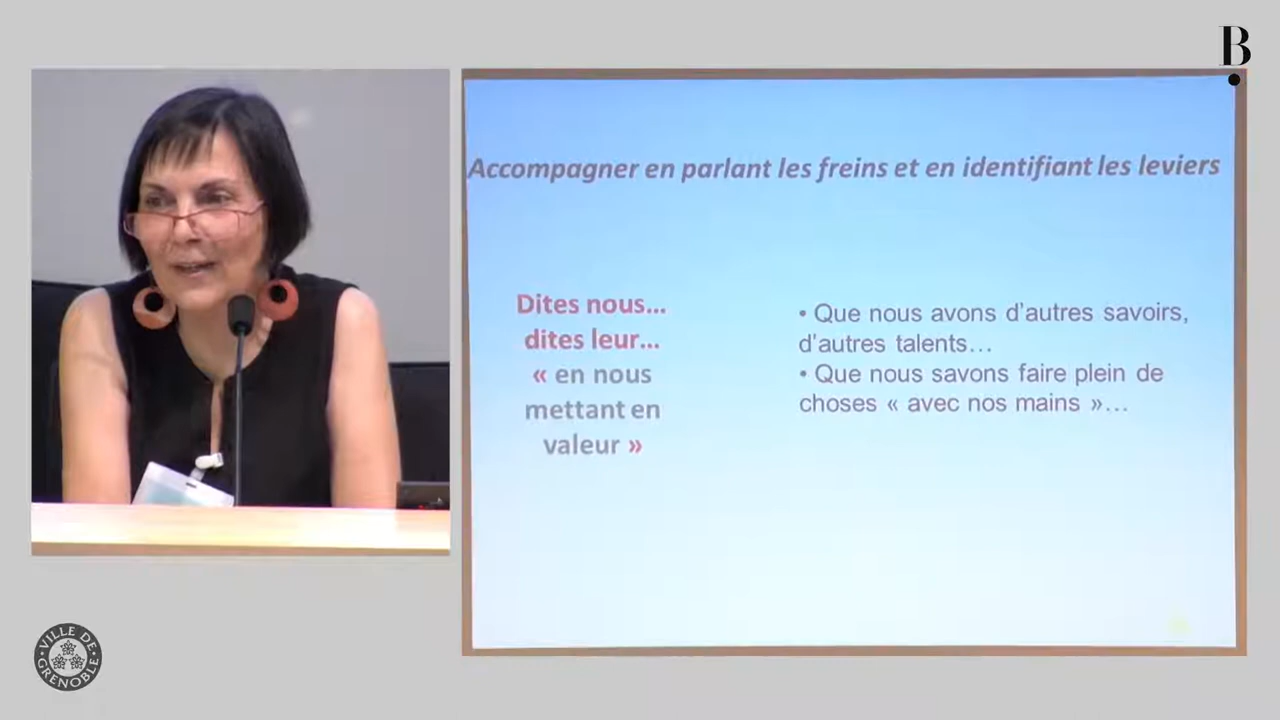 B
Accompagner en parlant les freins et en identifiant les leviers
Dites nous...
dites leur...
« en nous
mettant en
valeur »
• Que nous avons d'autres savoirs,
d'autres talents…
• Que nous savons faire plein de
choses « avec nos mains »…
VILLE DE
GRENOBLE